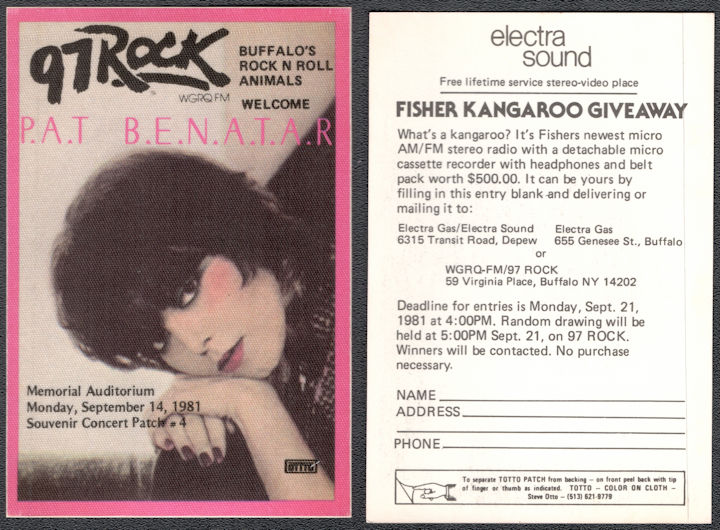 97 ROCK
WGRQ FM
BUFFALO'S
ROCK N ROLL
ANIMALS
WELCOME
P.A.T B.E.N.A.T.A.R
Memorial Auditorium
Monday, September 14, 1981
Souvenir Concert Patch #4
TOTTO
electra
sound
Free lifetime service stereo-video place
FISHER KANGAROO GIVEAWAY
What's a kangaroo? It's Fishers newest micro
AM/FM stereo radio with a detachable micro
cassette recorder with headphones and belt
pack worth $500.00. It can be yours by
filling in this entry blank and delivering or
mailing it to:
Electra Gas/Electra Sound Electra Gas
6315 Transit Road, Depew 655 Genesee St., Buffalo
or
WGRQ-FM/97 ROCK
59 Virginia Place, Buffalo NY 14202
Deadline for entries is Monday, Sept. 21,
1981 at 4:00PM. Random drawing will be
held at 5:00PM Sept. 21, on 97 ROCK.
Winners will be contacted. No purchase
necessary.
NAME
ADDRESS
PHONE
To separate TOTTO PATCH from backing – on front peel back with tip
of finger or thumb as indicated. TOTTO – COLOR ON CLOTH –
Steve Otto – (513) 621-9779